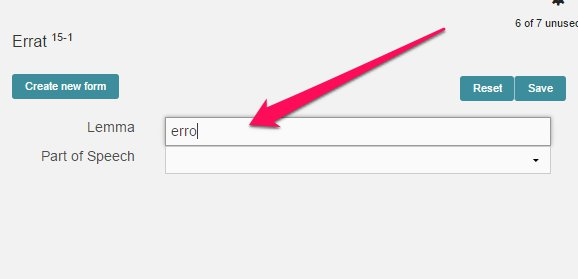 6 of 7 unused
Errat 15-1
Create new form
Reset
Save
Lemma
erro
Part of Speech